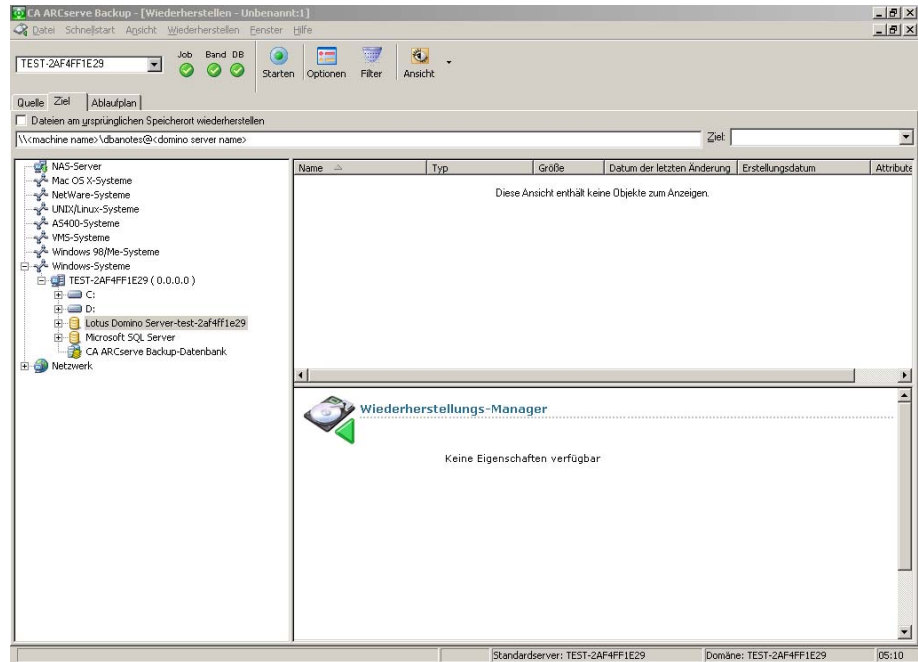 CA ARCserve Backup - [Wiederherstellen - Unbenannt:1]
Datei Schnellstart Ansicht Wiederherstellen Fenster Hilfe
TEST-2AF4FF1E29
Job Band DB
Starten Optionen Filter Ansicht
Quelle Ziel Ablaufplan
Dateien am ursprünglichen Speicherort wiederherstellen
\\<machine name>\dbanotes@<domino server name>
Ziel:
NAS-Server
Mac OS X-Systeme
NetWare-Systeme
UNIX/Linux-Systeme
AS400-Systeme
VMS-Systeme
Windows 98/Me-Systeme
Windows-Systeme
TEST-2AF4FF1E29 ( 0.0.0.0 )
C:
D:
Lotus Domino Server-test-2af4ff1e29
Microsoft SQL Server
CA ARCserve Backup-Datenbank
Netzwerk
Name Typ Größe Datum der letzten Änderung Erstellungsdatum Attribute
Diese Ansicht enthält keine Objekte zum Anzeigen.
Wiederherstellungs-Manager
Keine Eigenschaften verfügbar
Standardserver: TEST-2AF4FF1E29 Domäne: TEST-2AF4FF1E29 05:10